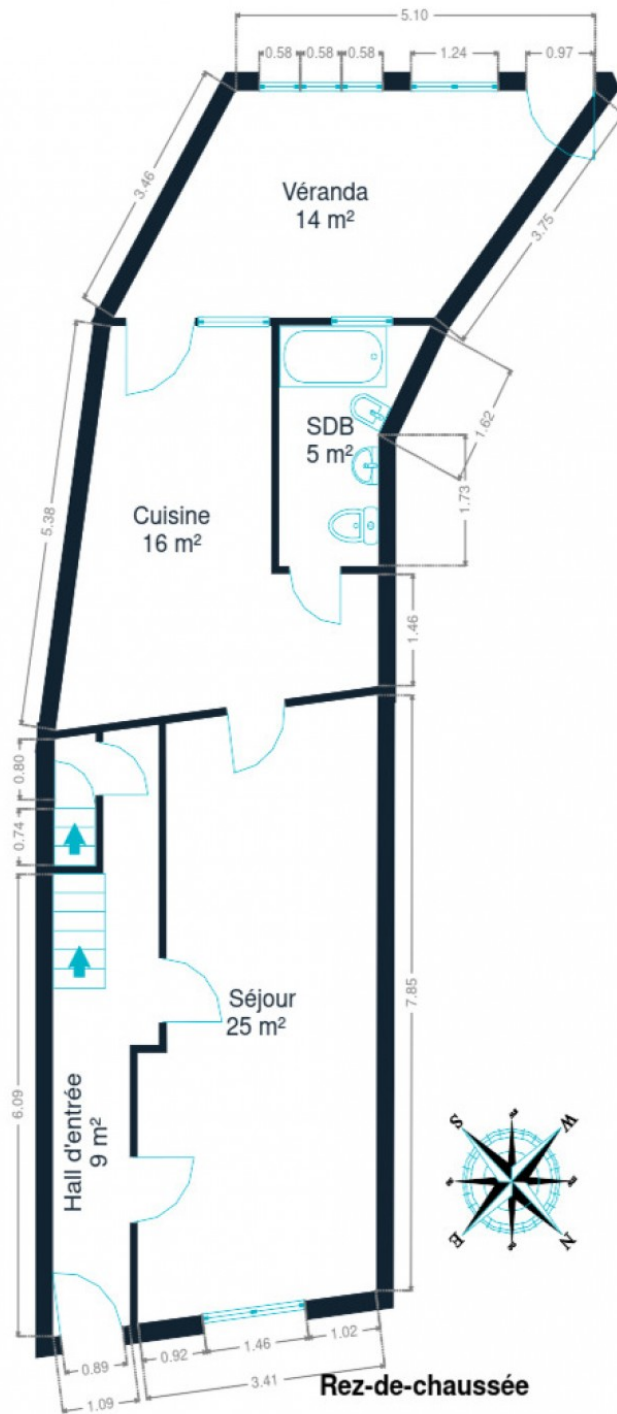 5.10
0.58 0.58 0.58 1.24 0.97
3.46
Véranda
14 m²
3.75
SDB
5 m²
1.62
1.73
Cuisine
16 m²
5.38
1.46
0.80
0.74
7.85
Séjour
25 m²
6.09
Hall d'entrée
9 m²
S W
E N
0.92 1.46 1.02
0.89
3.41
1.09
Rez-de-chaussée